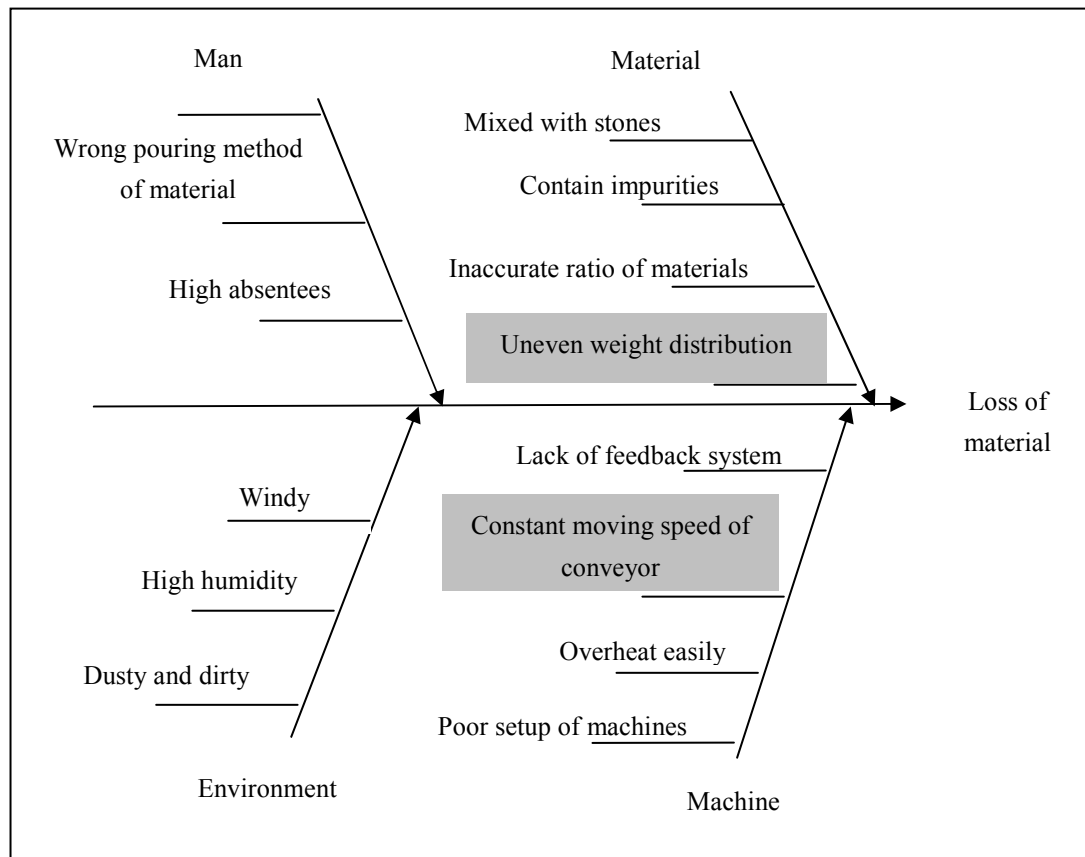 Man
Wrong pouring method
of material
High absentees
Material
Mixed with stones
Contain impurities
Inaccurate ratio of materials
Uneven weight distribution
Loss of
material
Windy
High humidity
Dusty and dirty
Environment
Lack of feedback system
Constant moving speed of
conveyor
Overheat easily
Poor setup of machines
Machine